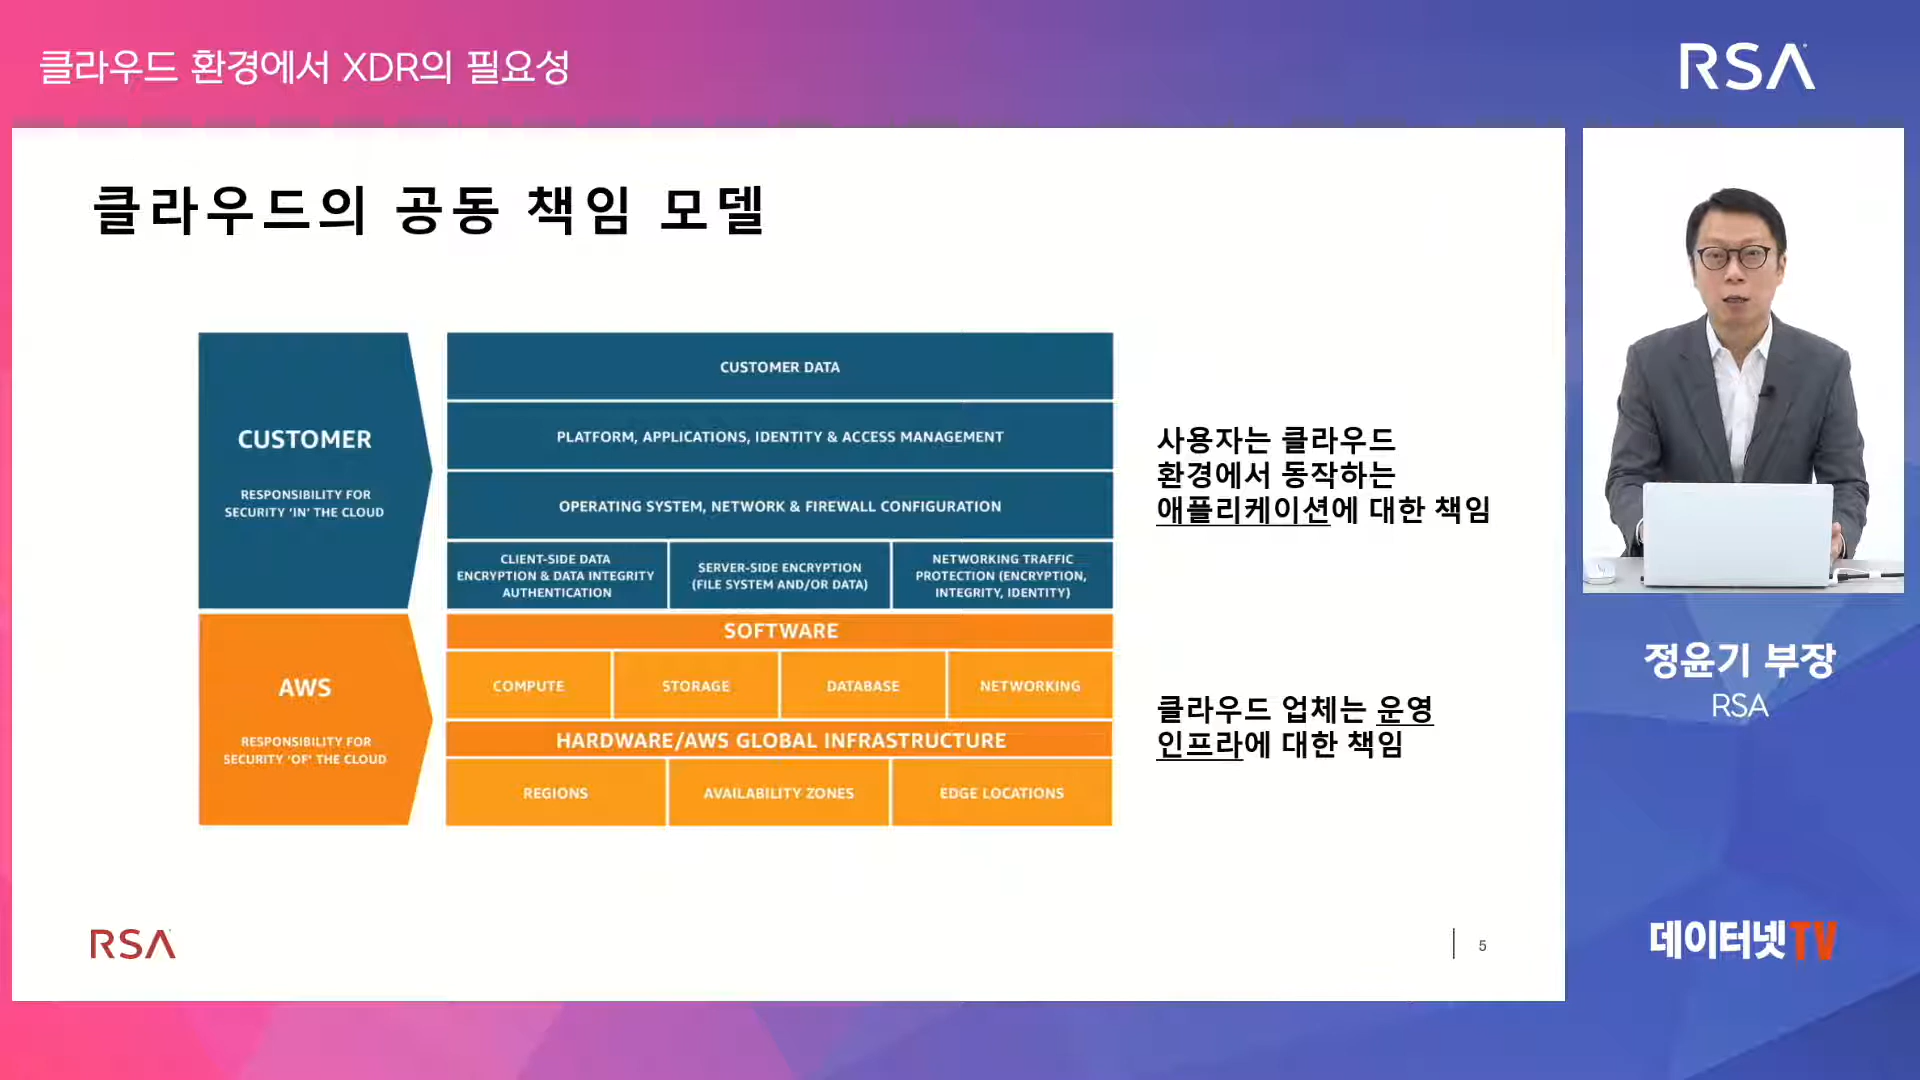 클라우드 환경에서 XDR의 필요성
RSA
클라우드의 공동 책임 모델
CUSTOMER
RESPONSIBILITY FOR
SECURITY ‘IN’ THE CLOUD
CUSTOMER DATA
PLATFORM, APPLICATIONS, IDENTITY & ACCESS MANAGEMENT
OPERATING SYSTEM, NETWORK & FIREWALL CONFIGURATION
CLIENT-SIDE DATA
ENCRYPTION & DATA INTEGRITY
AUTHENTICATION
SERVER-SIDE ENCRYPTION
(FILE SYSTEM AND/OR DATA)
NETWORKING TRAFFIC
PROTECTION (ENCRYPTION,
INTEGRITY, IDENTITY)
사용자는 클라우드
환경에서 동작하는
애플리케이션에 대한 책임
AWS
RESPONSIBILITY FOR
SECURITY ‘OF’ THE CLOUD
SOFTWARE
COMPUTE
STORAGE
DATABASE
NETWORKING
HARDWARE/AWS GLOBAL INFRASTRUCTURE
REGIONS
AVAILABILITY ZONES
EDGE LOCATIONS
클라우드 업체는 운영
인프라에 대한 책임
RSA
5
정윤기 부장
RSA
데이터넷TV